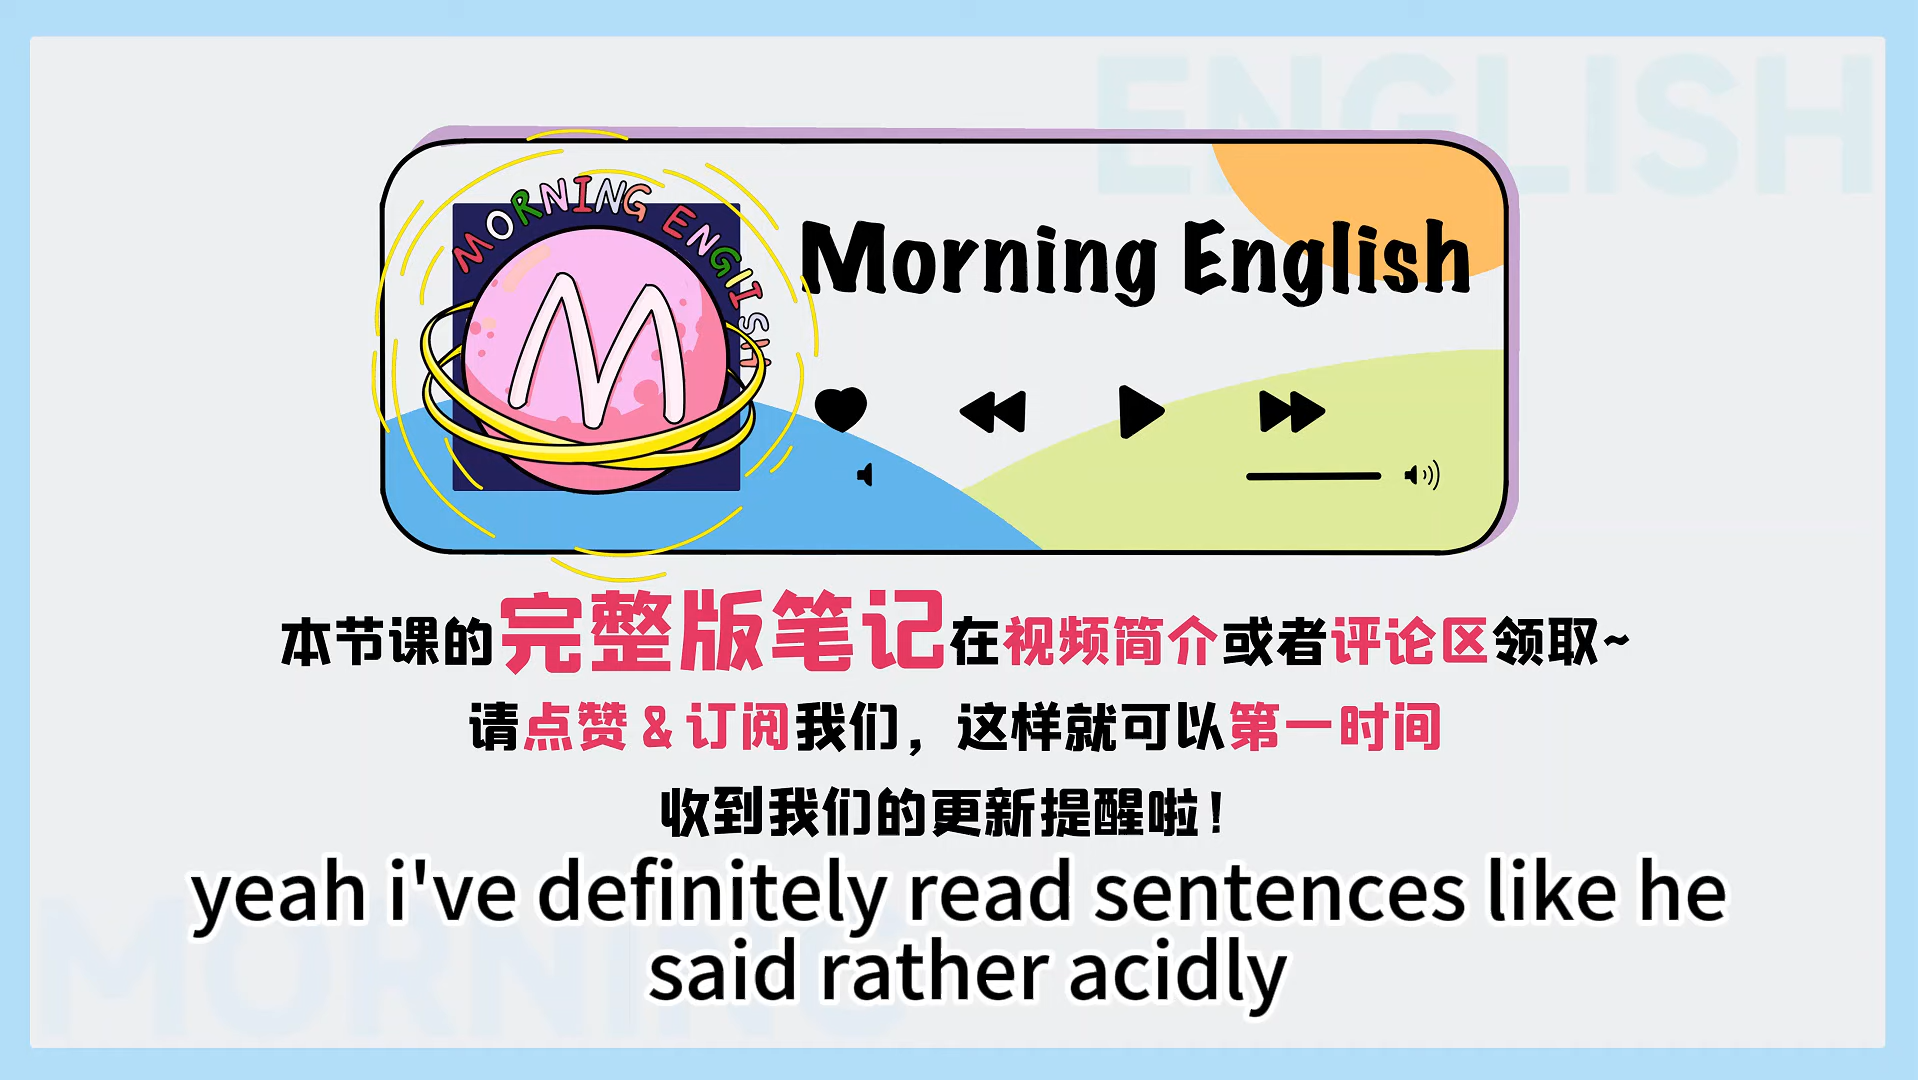 ENGLISH
MORNING ENGLISH
M
Morning English
本节课的完整版笔记在视频简介或者评论区领取~
请点赞&订阅我们，这样就可以第一时间
收到我们的更新提醒啦！
yeah i've definitely read sentences like he
said rather acidly
MORNING